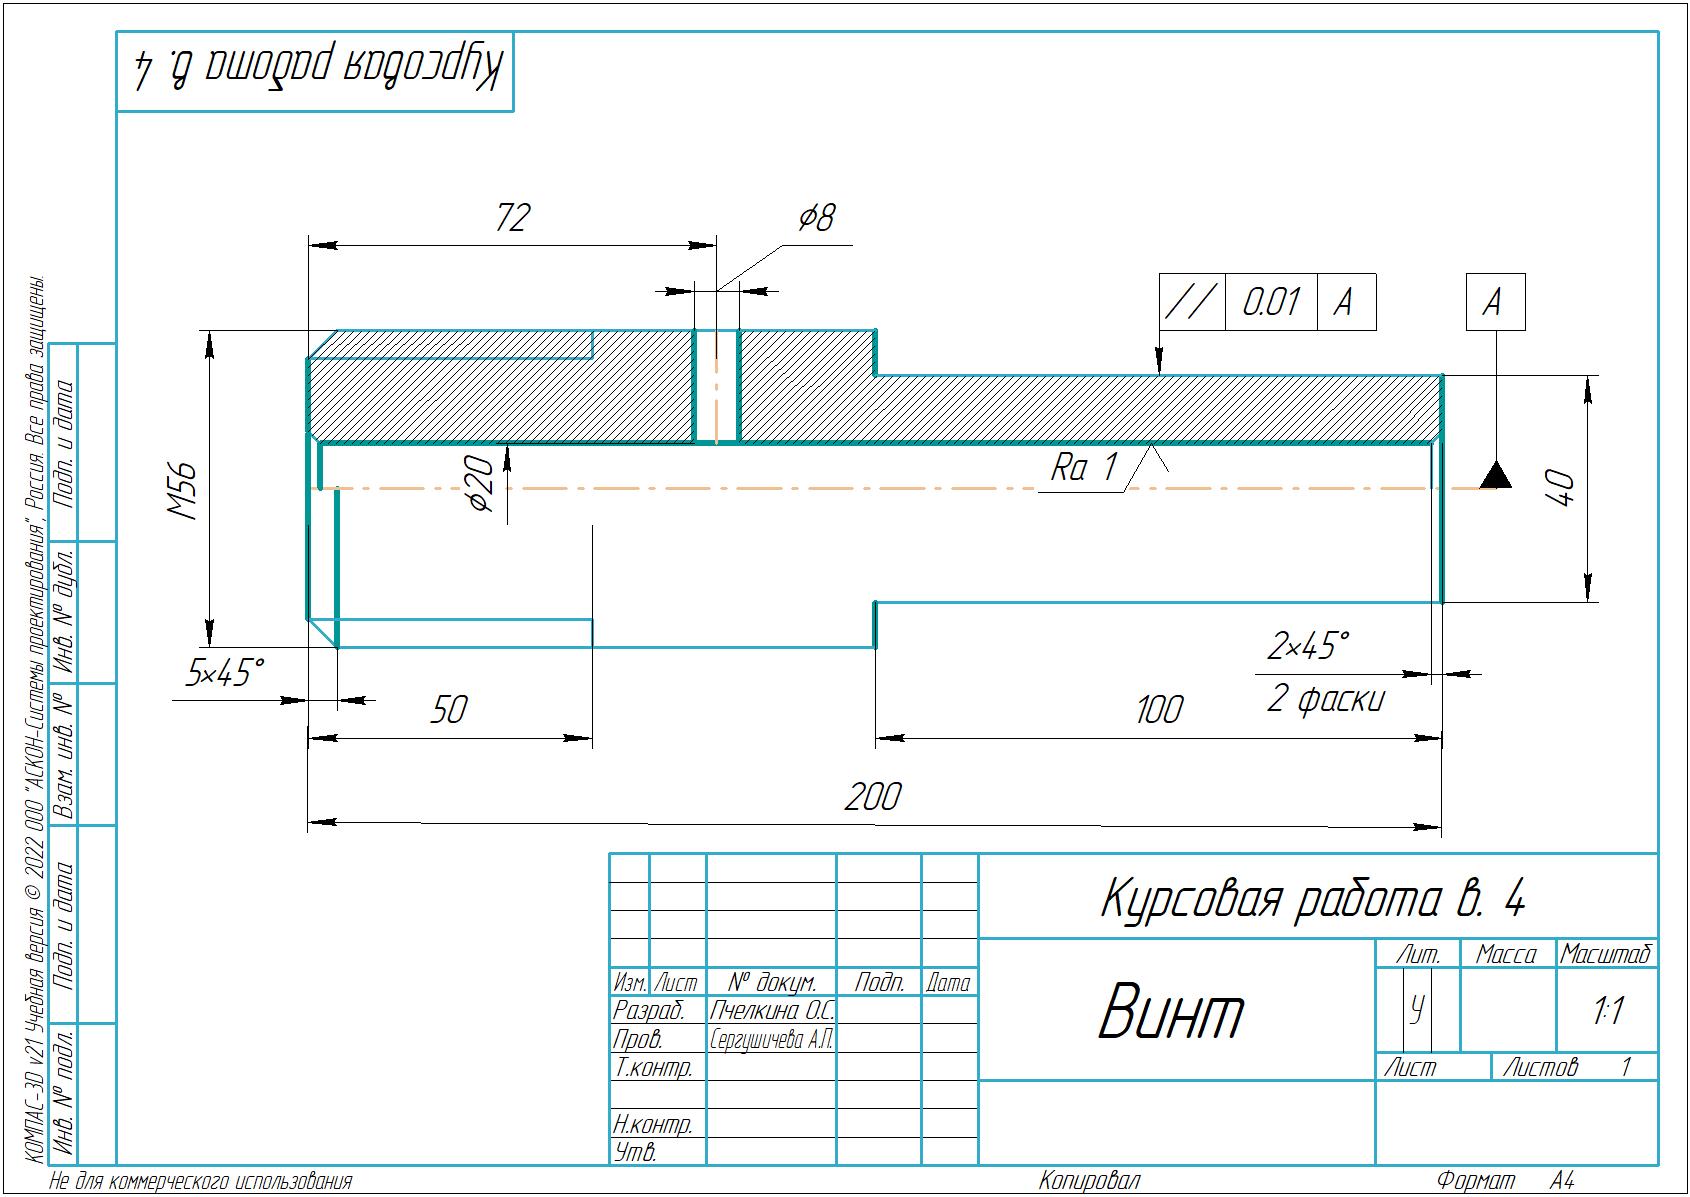 Курсовая работа в. 4
72
⌀8
// 0.01 А
А
М56
⌀20
Ra 1
40
5×45°
50
2×45°
2 фаски
100
200
КОМПАС-3D v21 Учебная версия © 2022 ООО "АСКОН-Системы проектирования", Россия. Все права защищены.
Подп. и дата
Инв. № дубл.
Взам. инв. №
Подп. и дата
Инв. № подл.
Курсовая работа в. 4
Изм. Лист № докум. Подп. Дата
Разраб. Пчелкина О.С.
Пров. Сергушичева А.П.
Т.контр.
Н.контр.
Утв.
Винт
Лит. Масса Масштаб
У 1:1
Лист Листов 1
Не для коммерческого использования Копировал Формат А4